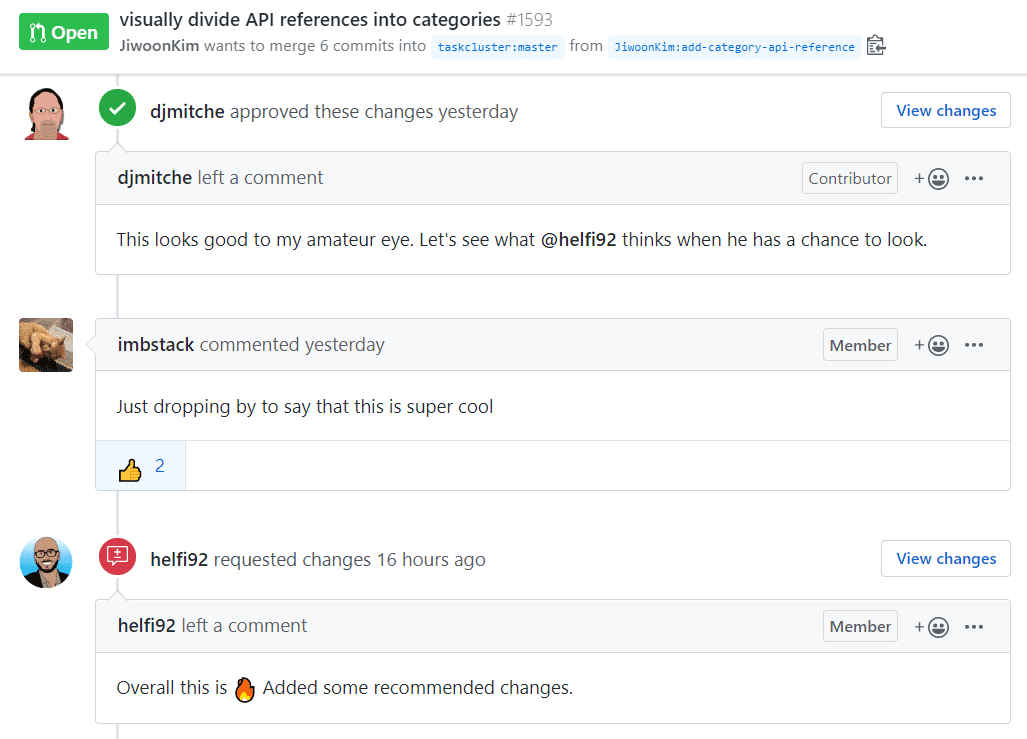 Open
visually divide API references into categories #1593
JiwoonKim wants to merge 6 commits into taskcluster:master from JiwoonKim:add-category-api-reference
djmitche approved these changes yesterday
View changes
djmitche left a comment
Contributor
This looks good to my amateur eye. Let's see what @helfi92 thinks when he has a chance to look.
imbstack commented yesterday
Member
Just dropping by to say that this is super cool
👍 2
helfi92 requested changes 16 hours ago
View changes
helfi92 left a comment
Member
Overall this is 🔥 Added some recommended changes.